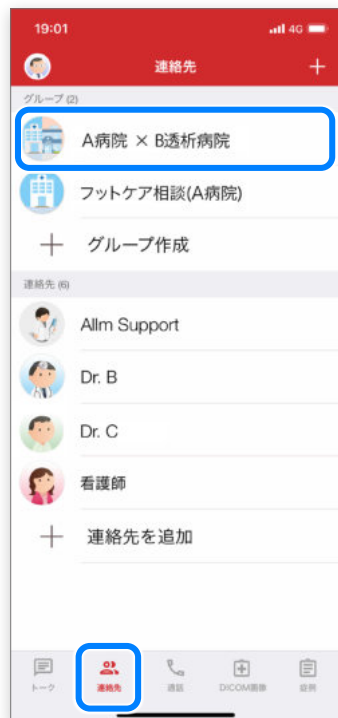 19:01 4G
連絡先 +
グループ (2)
A病院 × B透析病院
フットケア相談(A病院)
+ グループ作成
連絡先 (6)
Allm Support
Dr. B
Dr. C
看護師
+ 連絡先を追加
トーク 連絡先 通話 DICOM画像 症例